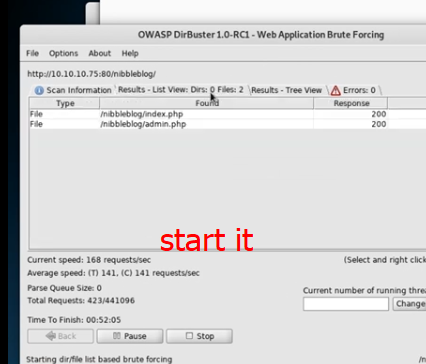 OWASP DirBuster 1.0-RC1 - Web Application Brute Forcing
File Options About Help
http://10.10.10.75:80/nibbleblog/
Scan Information Results - List View: Dirs: 0 Files: 2 Results - Tree View Errors: 0
Type Found Response
File /nibbleblog/index.php 200
File /nibbleblog/admin.php 200
start it
Current speed: 168 requests/sec (Select and right click
Average speed: (T) 141, (C) 141 requests/sec
Parse Queue Size: 0 Current number of running threa
Total Requests: 423/441096 Change
Time To Finish: 00:52:05
Back Pause Stop
Starting dir/file list based brute forcing /n